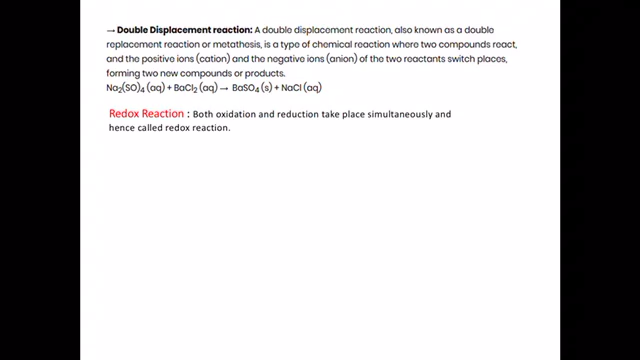 → Double Displacement reaction: A double displacement reaction, also known as a double
replacement reaction or metathesis, is a type of chemical reaction where two compounds react,
and the positive ions (cation) and the negative ions (anion) of the two reactants switch places,
forming two new compounds or products.
Na₂(SO)₄ (aq) + BaCl₂ (aq) → BaSO₄ (s) + NaCl (aq)
Redox Reaction : Both oxidation and reduction take place simultaneously and
hence called redox reaction.